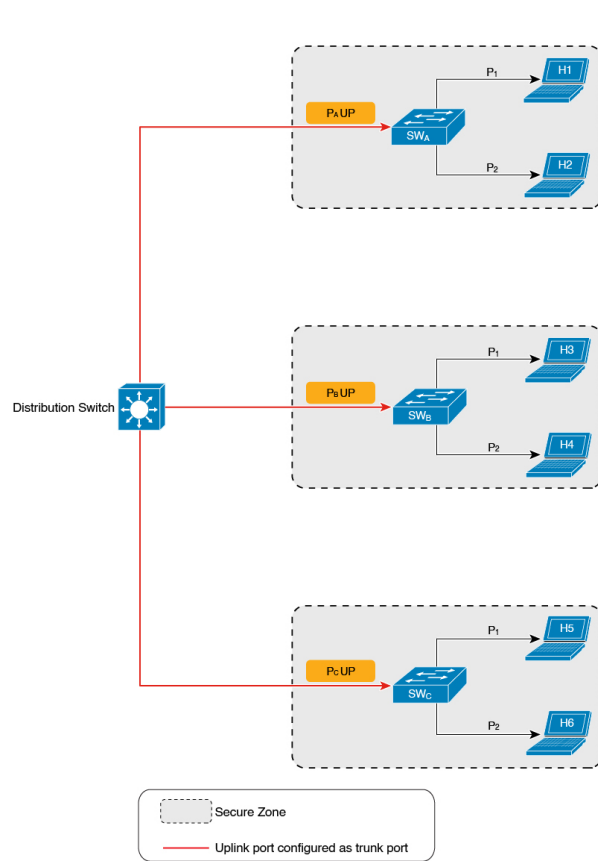 H1
P1
PA UP
SWA
H2
P2
H3
P1
PB UP
SWB
H4
P2
Distribution Switch
H5
P1
PC UP
SWC
H6
P2
Secure Zone
Uplink port configured as trunk port